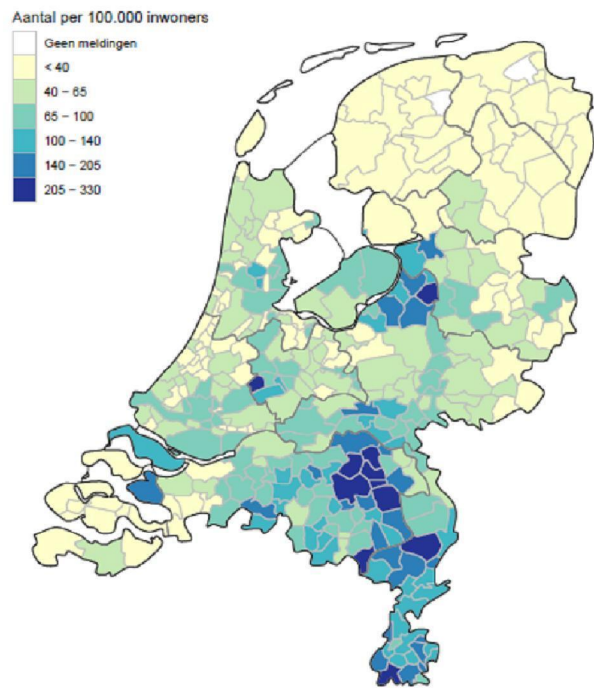 Aantal per 100.000 inwoners
Geen meldingen
< 40
40 – 65
65 – 100
100 – 140
140 – 205
205 – 330